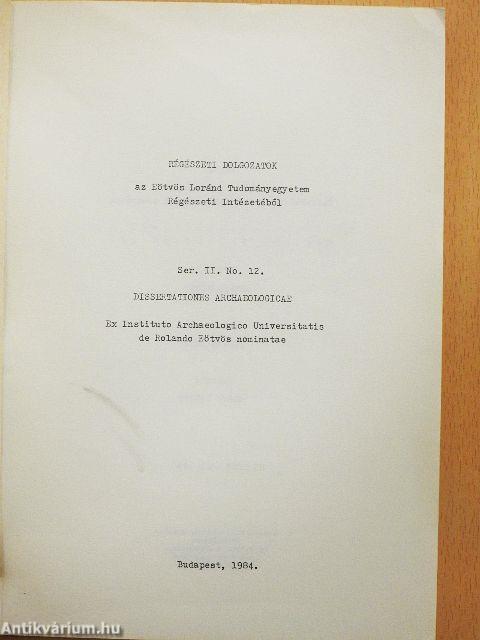 RÉGÉSZETI DOLGOZATOK
az Eötvös Loránd Tudományegyetem
Régészeti Intézetéből
Ser. II. No. 12.
DISSERTATIONES ARCHAEOLOGICAE
Ex Instituto Archaeologico Universitatis
de Rolando Eötvös nominatae
Budapest, 1984.
Antikvárium.hu